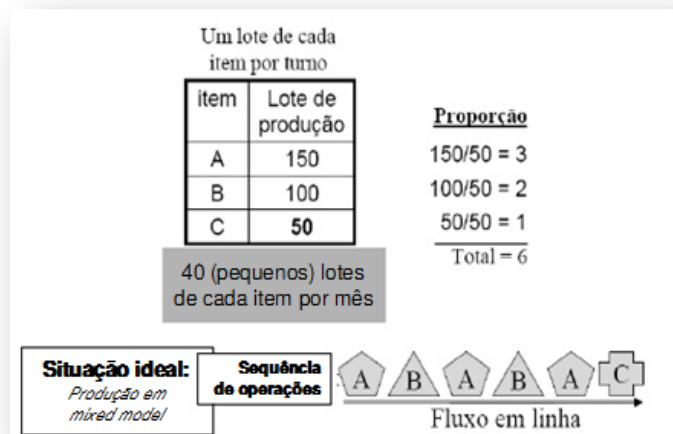 Um lote de cada
item por turno
item Lote de
produção
A 150
B 100
C 50
40 (pequenos) lotes
de cada item por mês
Proporção
150/50 = 3
100/50 = 2
50/50 = 1
Total = 6
Situação ideal:
Produção em
mixed model
Sequência
de operações
A B A B A C
Fluxo em linha